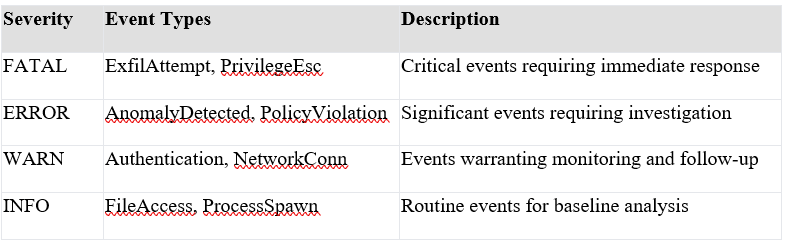 Severity Event Types Description
FATAL ExfilAttempt, PrivilegeEsc Critical events requiring immediate response
ERROR AnomalyDetected, PolicyViolation Significant events requiring investigation
WARN Authentication, NetworkConn Events warranting monitoring and follow-up
INFO FileAccess, ProcessSpawn Routine events for baseline analysis